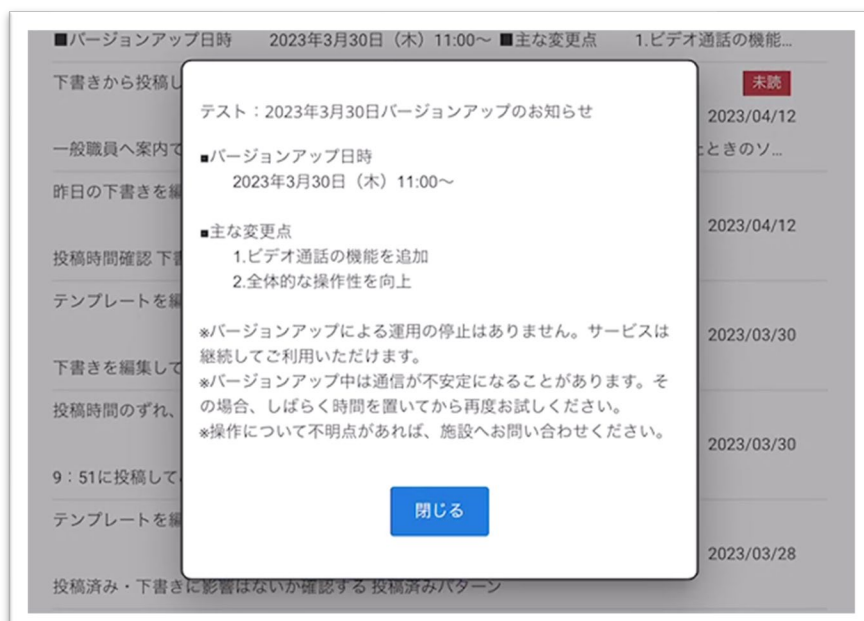 ■バージョンアップ日時　　2023年3月30日（木）11:00～ ■主な変更点　　1.ビデオ通話の機能...
下書きから投稿し
未読
2023/04/12
一般職員へ案内で
ときのソ...
昨日の下書きを編
2023/04/12
投稿時間確認 下書
テンプレートを編
2023/03/30
下書きを編集して
投稿時間のずれ、
2023/03/30
9：51に投稿して
テンプレートを編
2023/03/28
投稿済み・下書きに影響はないか確認する 投稿済みパターン
テスト：2023年3月30日バージョンアップのお知らせ
■バージョンアップ日時
2023年3月30日（木）11:00～
■主な変更点
1.ビデオ通話の機能を追加
2.全体的な操作性を向上
※バージョンアップによる運用の停止はありません。サービスは
継続してご利用いただけます。
※バージョンアップ中は通信が不安定になることがあります。そ
の場合、しばらく時間を置いてから再度お試しください。
※操作について不明点があれば、施設へお問い合わせください。
閉じる